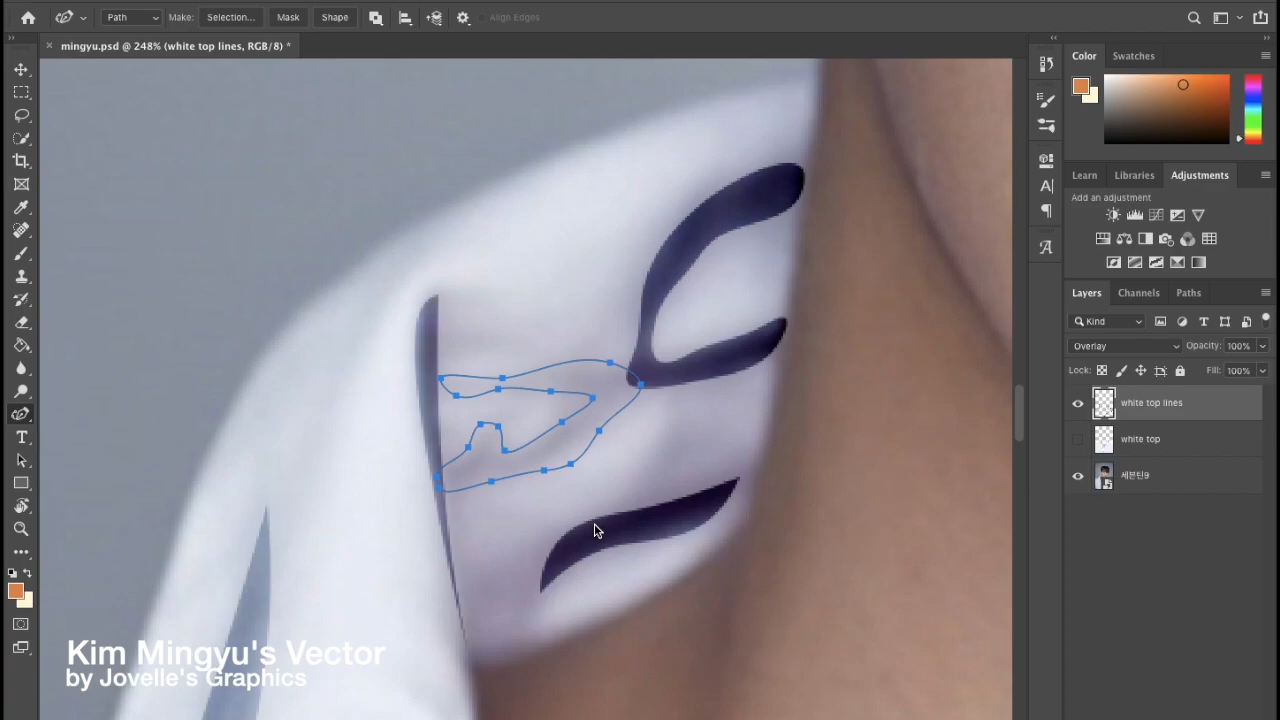 Path
Make:
Selection...
Mask
Shape
Align Edges
mingyu.psd @ 248% (white top lines, RGB/8) *
Color
Swatches
Learn
Libraries
Adjustments
Add an adjustment
Layers
Channels
Paths
Kind
Overlay
Opacity: 100%
Lock:
Fill: 100%
white top lines
white top
세븐틴9
Kim Mingyu's Vector
by Jovelle's Graphics